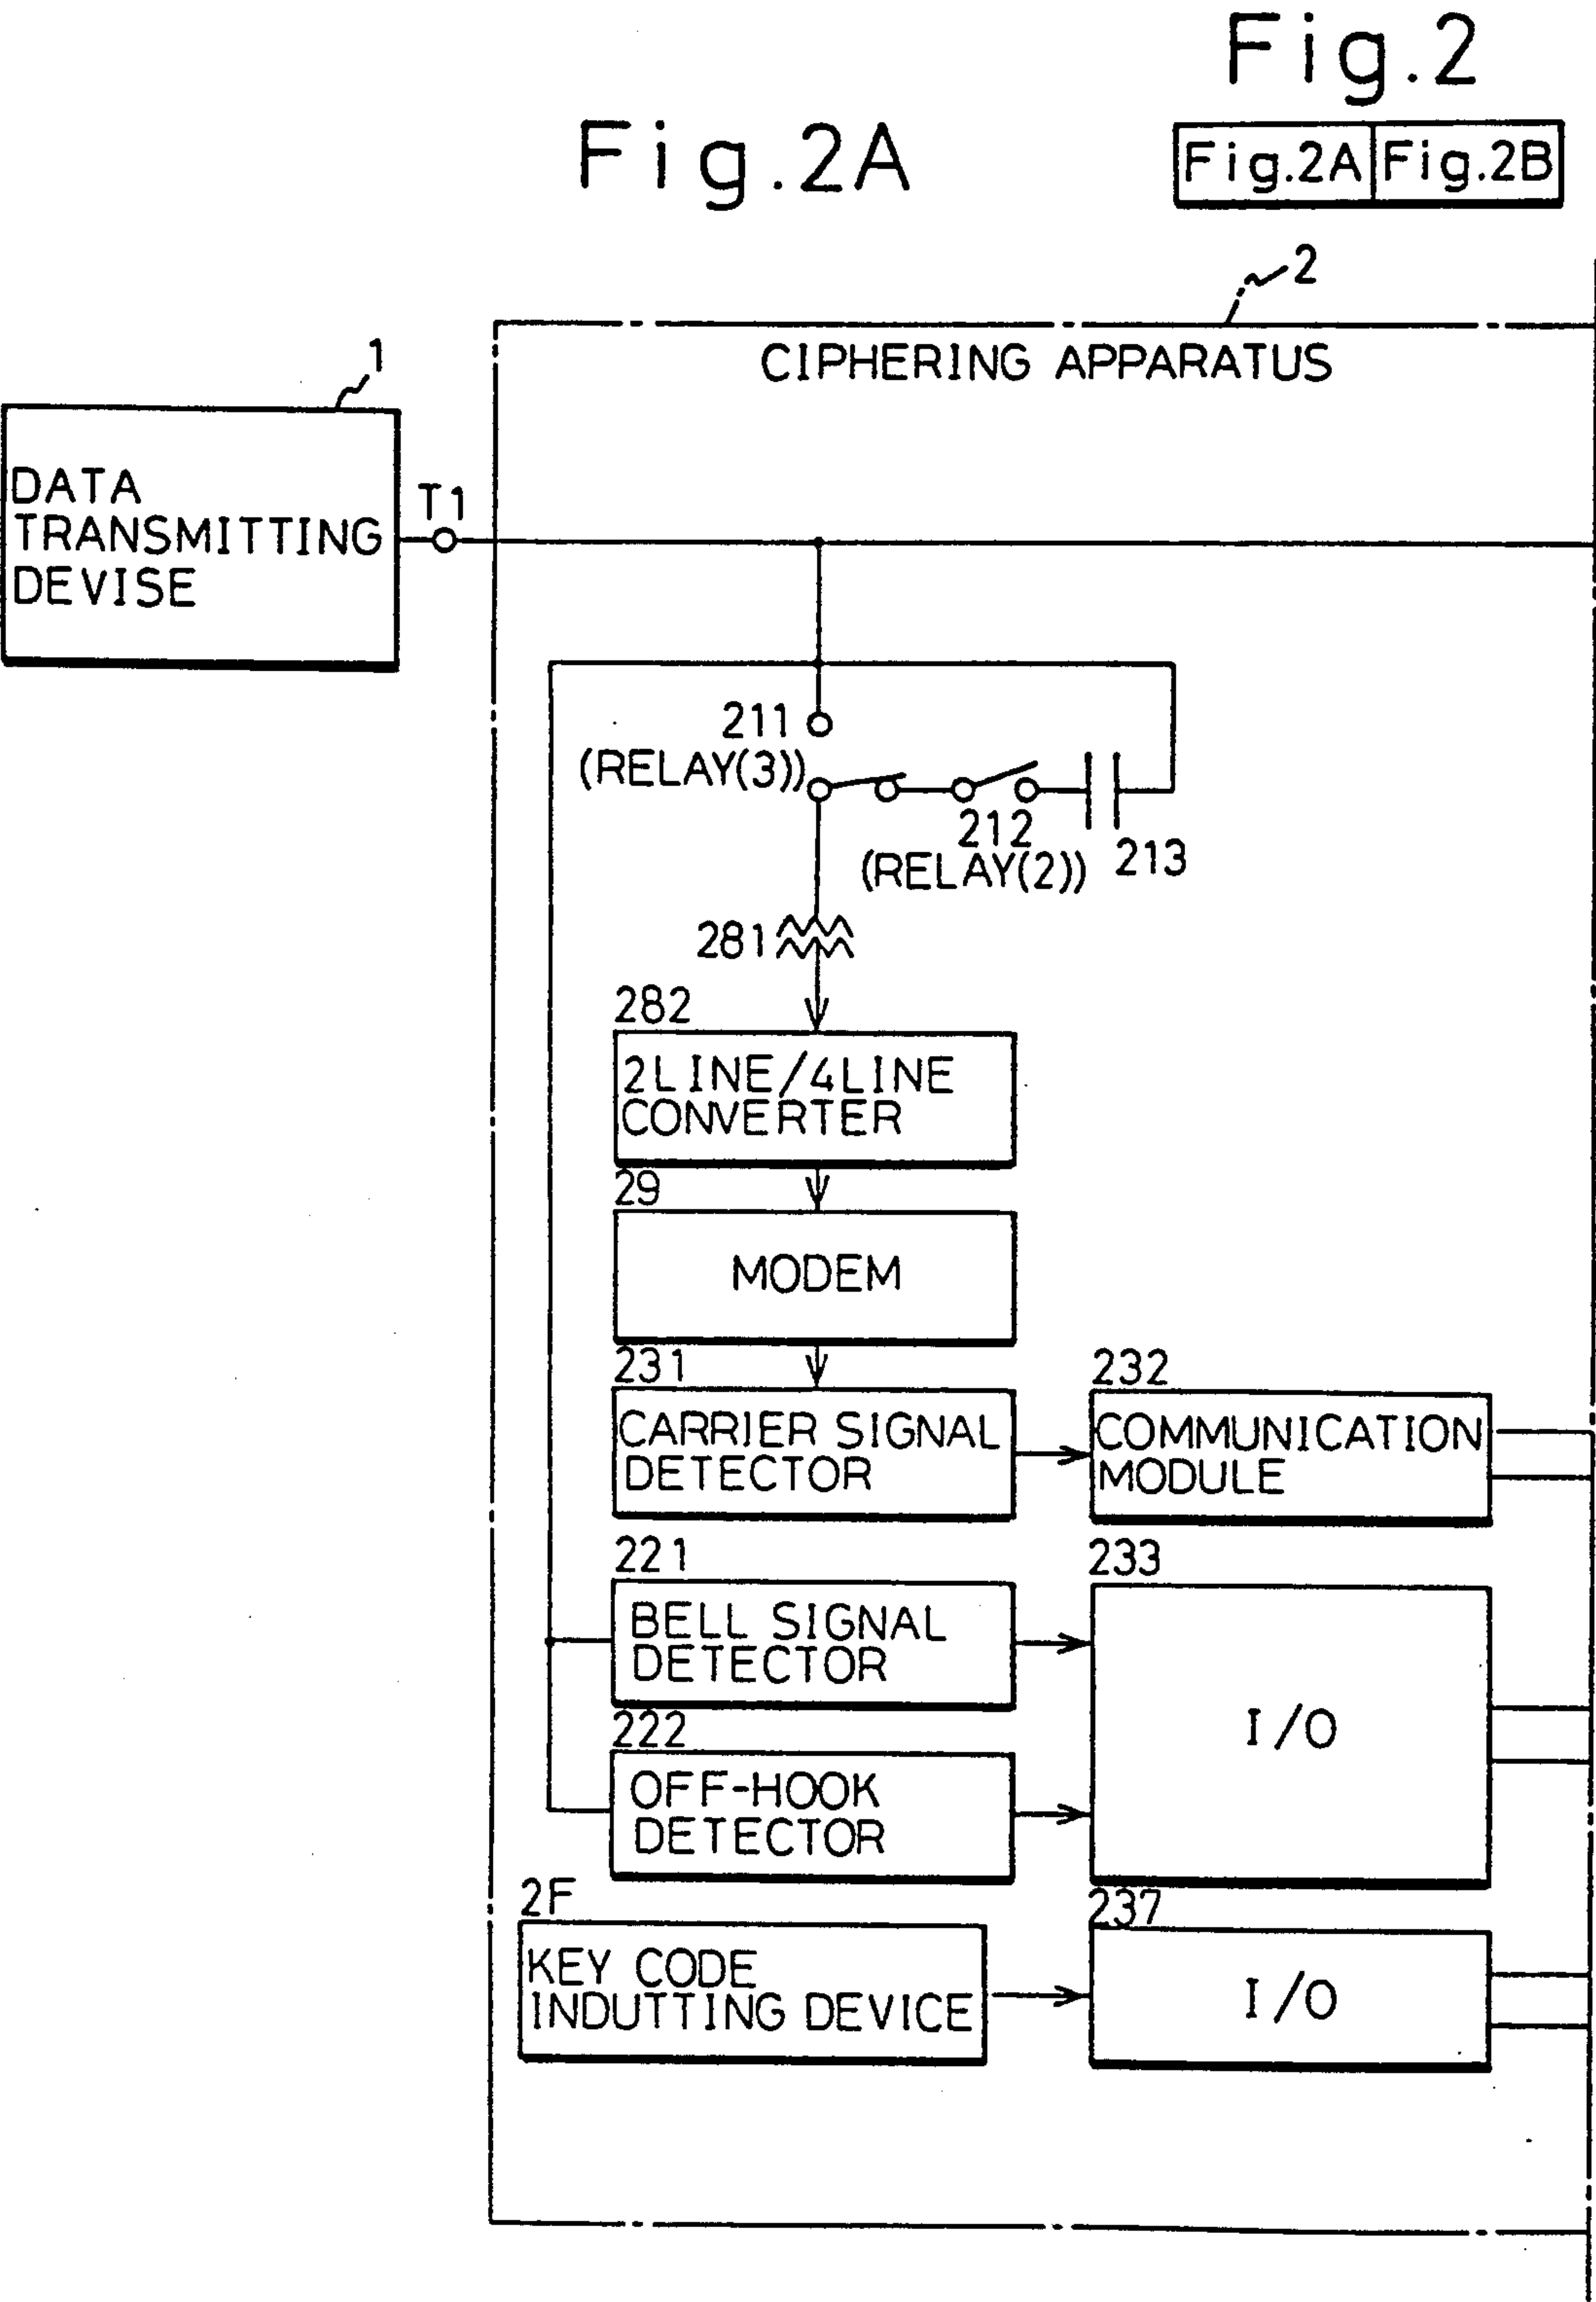 Fig.2
Fig.2A
Fig.2A Fig.2B
2
CIPHERING APPARATUS
1
DATA
TRANSMITTING
DEVISE
T1
211
(RELAY(3))
212
(RELAY(2))
213
281
282
2LINE/4LINE
CONVERTER
29
MODEM
231
CARRIER SIGNAL
DETECTOR
232
COMMUNICATION
MODULE
221
BELL SIGNAL
DETECTOR
233
I/O
222
OFF-HOOK
DETECTOR
2F
KEY CODE
INDUTTING DEVICE
237
I/O